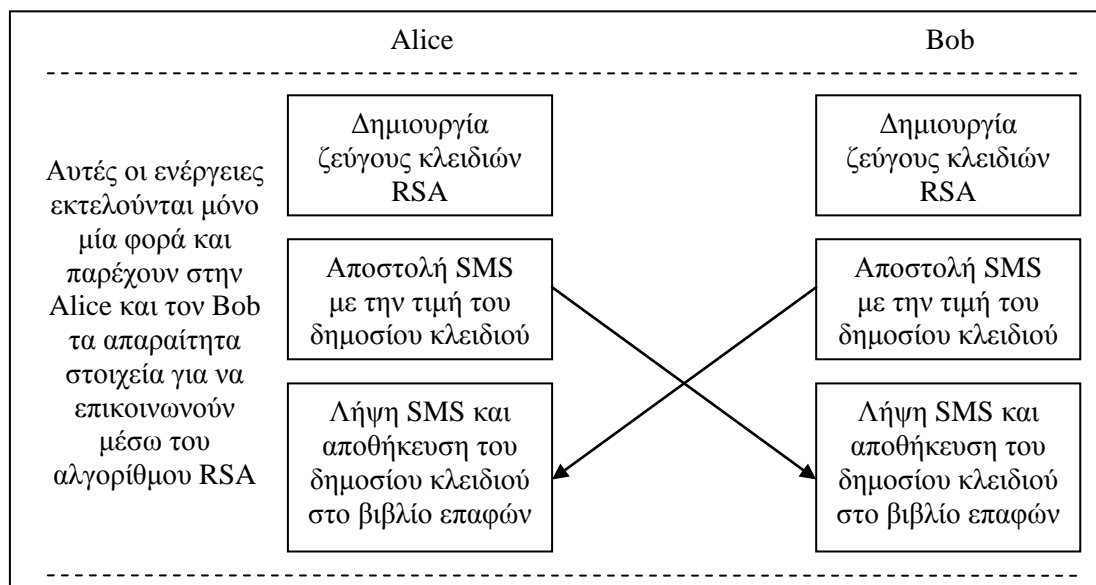 Alice
Bob
Αυτές οι ενέργειες
εκτελούνται μόνο
μία φορά και
παρέχουν στην
Alice και τον Bob
τα απαραίτητα
στοιχεία για να
επικοινωνούν
μέσω του
αλγορίθμου RSA
Δημιουργία
ζεύγους κλειδιών
RSA
Αποστολή SMS
με την τιμή του
δημοσίου κλειδιού
Λήψη SMS και
αποθήκευση του
δημοσίου κλειδιού
στο βιβλίο επαφών
Δημιουργία
ζεύγους κλειδιών
RSA
Αποστολή SMS
με την τιμή του
δημοσίου κλειδιού
Λήψη SMS και
αποθήκευση του
δημοσίου κλειδιού
στο βιβλίο επαφών